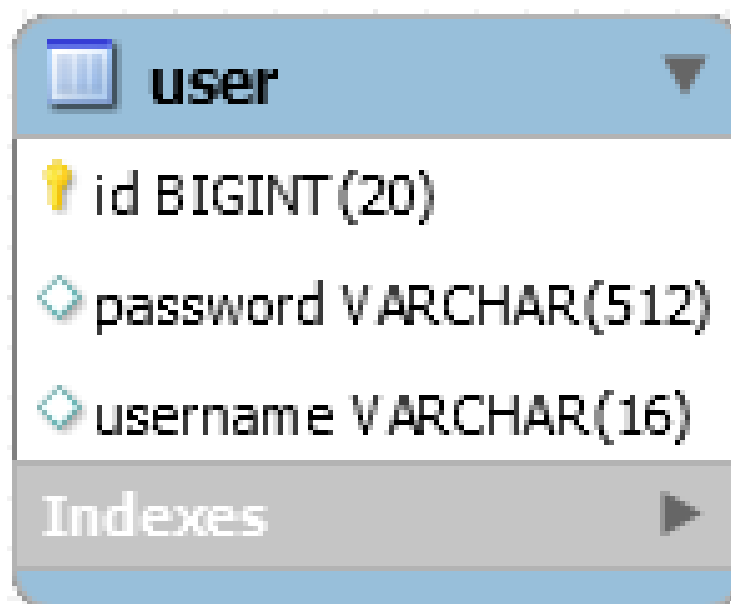 user
id BIGINT(20)
password VARCHAR(512)
username VARCHAR(16)
Indexes